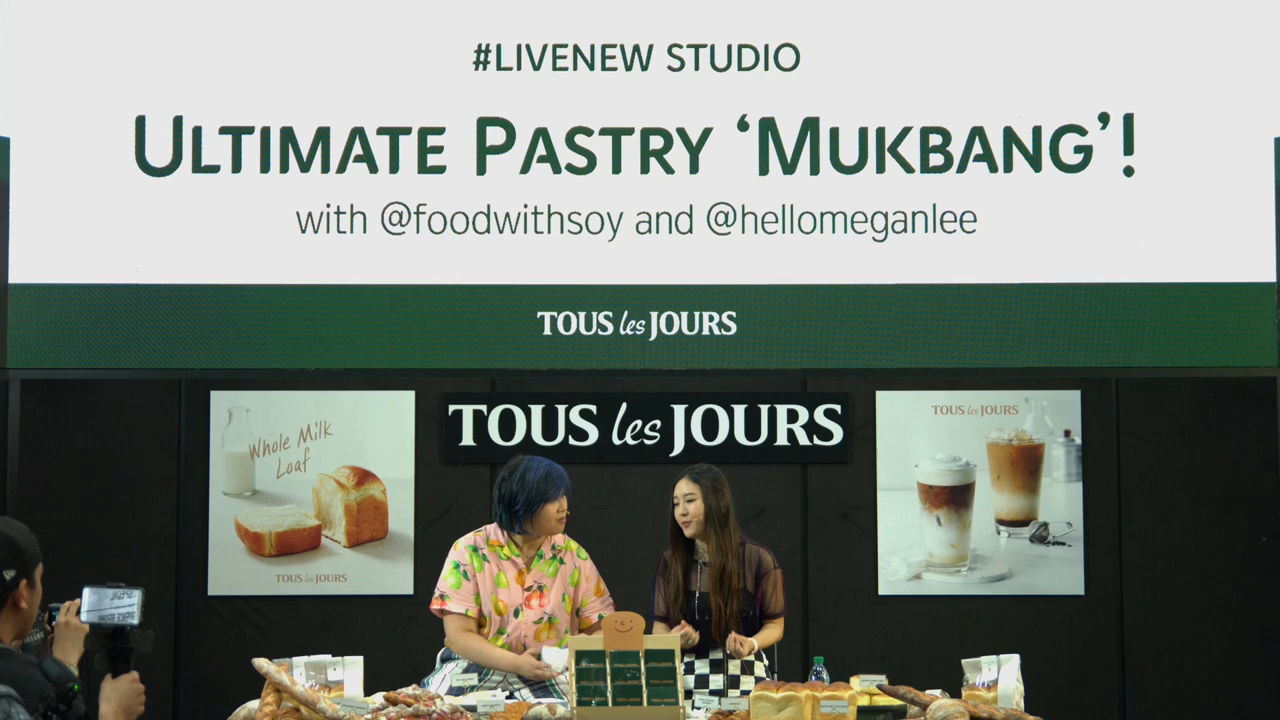 #LIVENEW STUDIO
ULTIMATE PASTRY ‘MUKBANG’!
with @foodwithsoy and @hellomeganlee
TOUS les JOURS
TOUS les JOURS
Whole Milk
Loaf
TOUS les JOURS
TOUS les JOURS